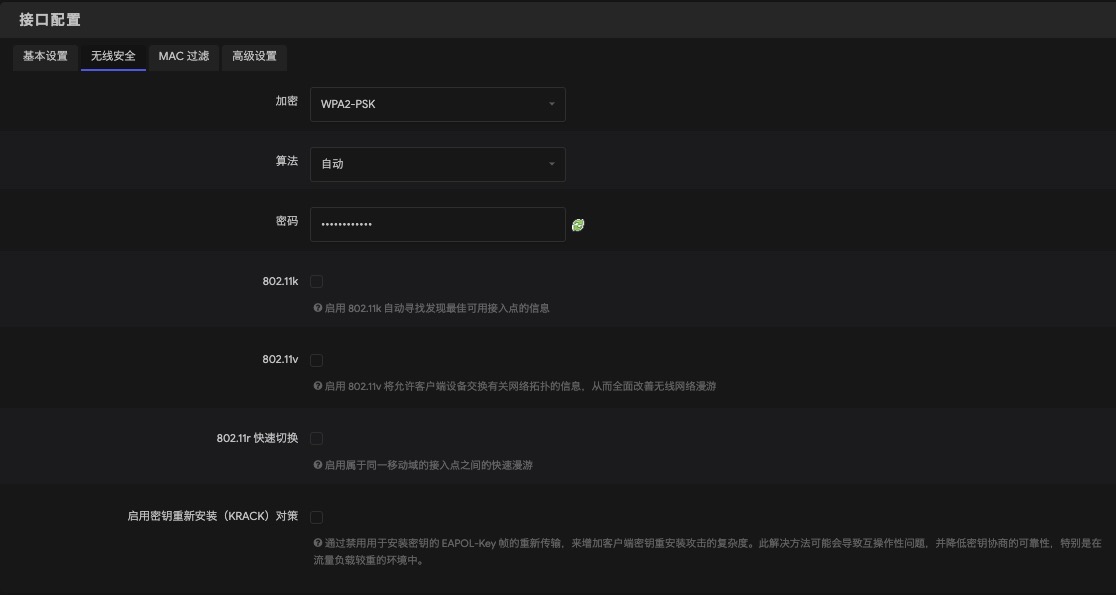 接口配置
基本设置 无线安全 MAC 过滤 高级设置
加密 WPA2-PSK
算法 自动
密码 ••••••••••••
802.11k
启用 802.11k 自动寻找发现最佳可用接入点的信息
802.11v
启用 802.11v 将允许客户端设备交换有关网络拓扑的信息，从而全面改善无线网络漫游
802.11r 快速切换
启用属于同一移动域的接入点之间的快速漫游
启用密钥重新安装（KRACK）对策
通过禁用用于安装密钥的 EAPOL-Key 帧的重新传输，来增加客户端密钥重安装攻击的复杂度。此解决方法可能会导致互操作性问题，并降低密钥协商的可靠性，特别是在
流量负载较重的环境中。